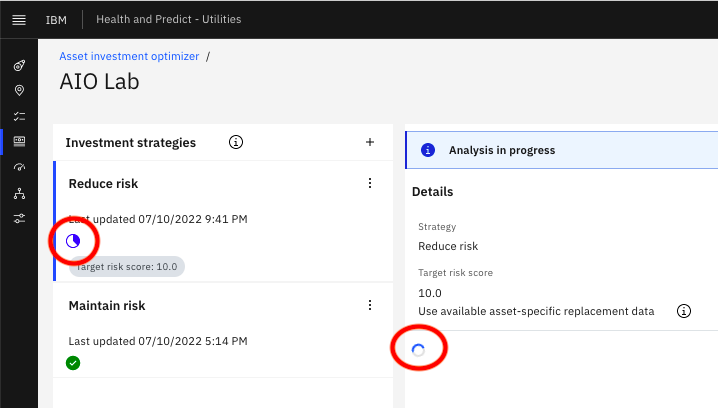 IBM Health and Predict - Utilities
Asset investment optimizer /
AIO Lab
Investment strategies
Reduce risk
Last updated 07/10/2022 9:41 PM
Target risk score: 10.0
Maintain risk
Last updated 07/10/2022 5:14 PM
Analysis in progress
Details
Strategy
Reduce risk
Target risk score
10.0
Use available asset-specific replacement data